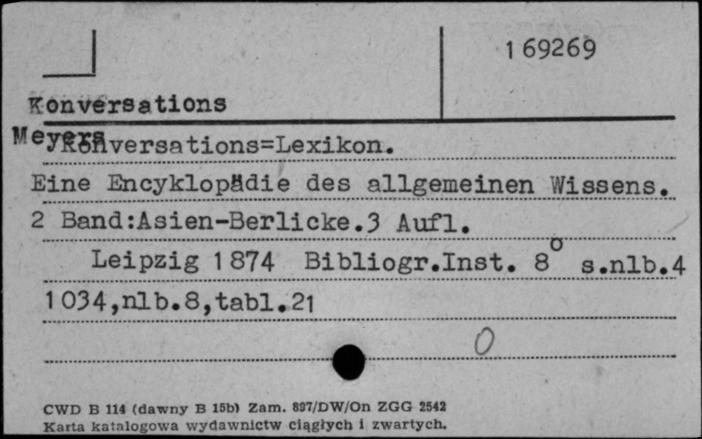 169269
Konversations
Meyers Konversations=Lexikon.
Eine Encyklopädie des allgemeinen Wissens.
2 Band:Asien-Berlicke.3 Aufl.
Leipzig 1874 Bibliogr.Inst. 8° s.nlb.4
1034,nlb.8,tabl.21
0
CWD B 114 (dawny B 15b) Zam. 897/DW/On ZGG 2542
Karta katalogowa wydawnictw ciągłych i zwartych.